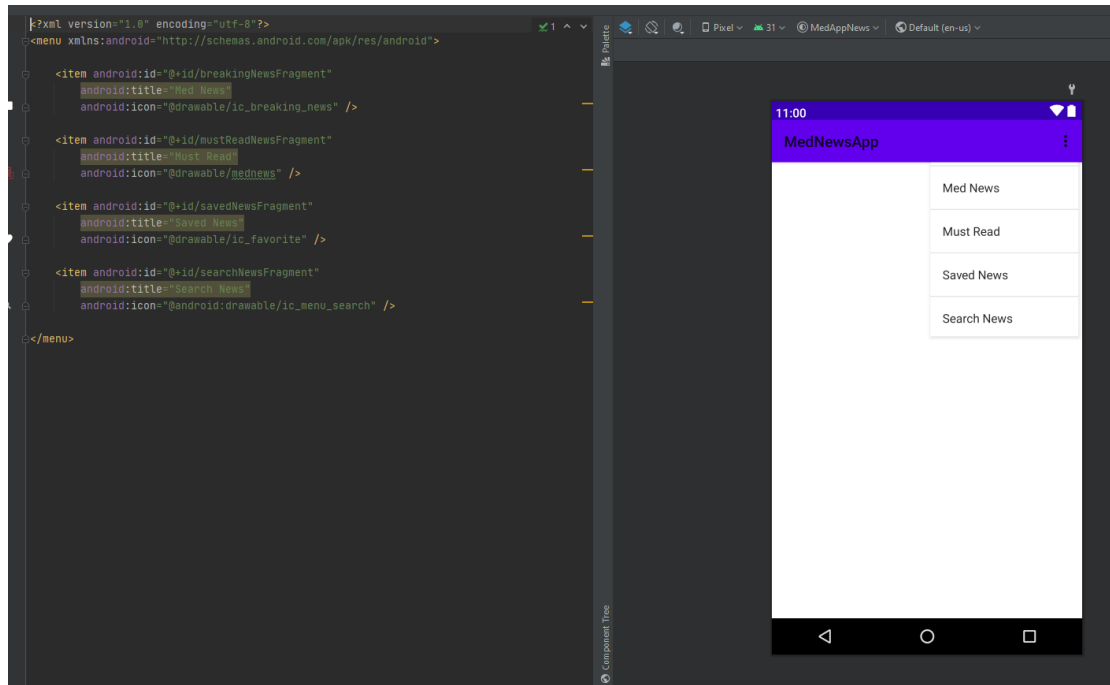 <?xml version="1.0" encoding="utf-8"?>
<menu xmlns:android="http://schemas.android.com/apk/res/android">
<item android:id="@+id/breakingNewsFragment"
android:title="Med News"
android:icon="@drawable/ic_breaking_news" />
<item android:id="@+id/mustReadNewsFragment"
android:title="Must Read"
android:icon="@drawable/mednews" />
<item android:id="@+id/savedNewsFragment"
android:title="Saved News"
android:icon="@drawable/ic_favorite" />
<item android:id="@+id/searchNewsFragment"
android:title="Search News"
android:icon="@android:drawable/ic_menu_search" />
</menu>
1
Palette
Component Tree
Pixel 31 MedAppNews Default (en-us)
11:00
MedNewsApp
Med News
Must Read
Saved News
Search News